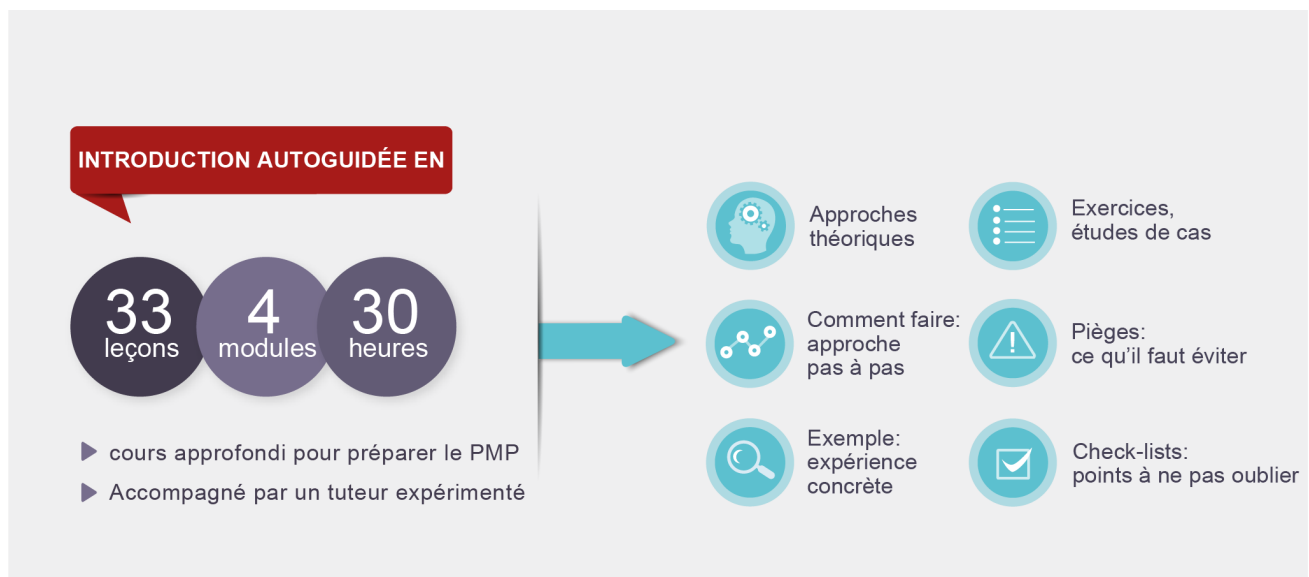 INTRODUCTION AUTOGUIDÉE EN
33
leçons
4
modules
30
heures
cours approfondi pour préparer le PMP
Accompagné par un tuteur expérimenté
Approches
théoriques
Exercices,
études de cas
Comment faire:
approche
pas à pas
Pièges:
ce qu'il faut éviter
Exemple:
expérience
concrète
Check-lists:
points à ne pas oublier